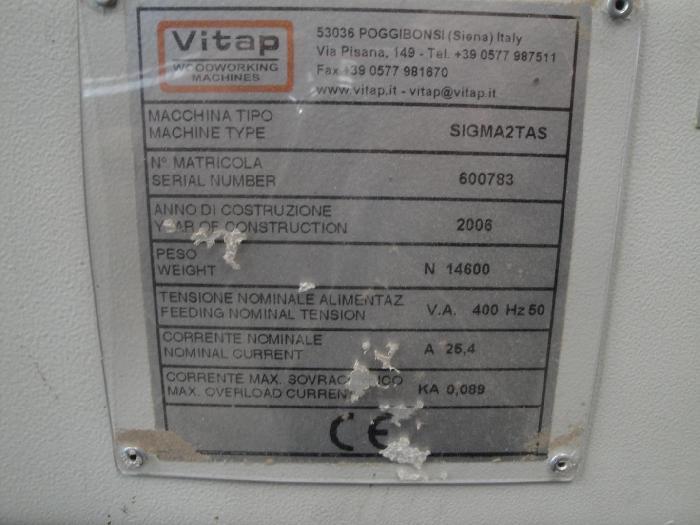 Vitap
WOODWORKING
MACHINES
53036 POGGIBONSI (Siena) Italy
Via Pisana, 149 - Tel. +39 0577 987511
Fax +39 0577 981670
www.vitap.it - vitap@vitap.it
MACCHINA TIPO
MACHINE TYPE SIGMA2TAS
N° MATRICOLA
SERIAL NUMBER 600783
ANNO DI COSTRUZIONE
YEAR OF CONSTRUCTION 2006
PESO
WEIGHT N 14600
TENSIONE NOMINALE ALIMENTAZ
FEEDING NOMINAL TENSION V.A. 400 Hz 50
CORRENTE NOMINALE
NOMINAL CURRENT A 25,4
CORRENTE MAX.
MAX. OVERLOAD CURRENT KA 0,089
CE